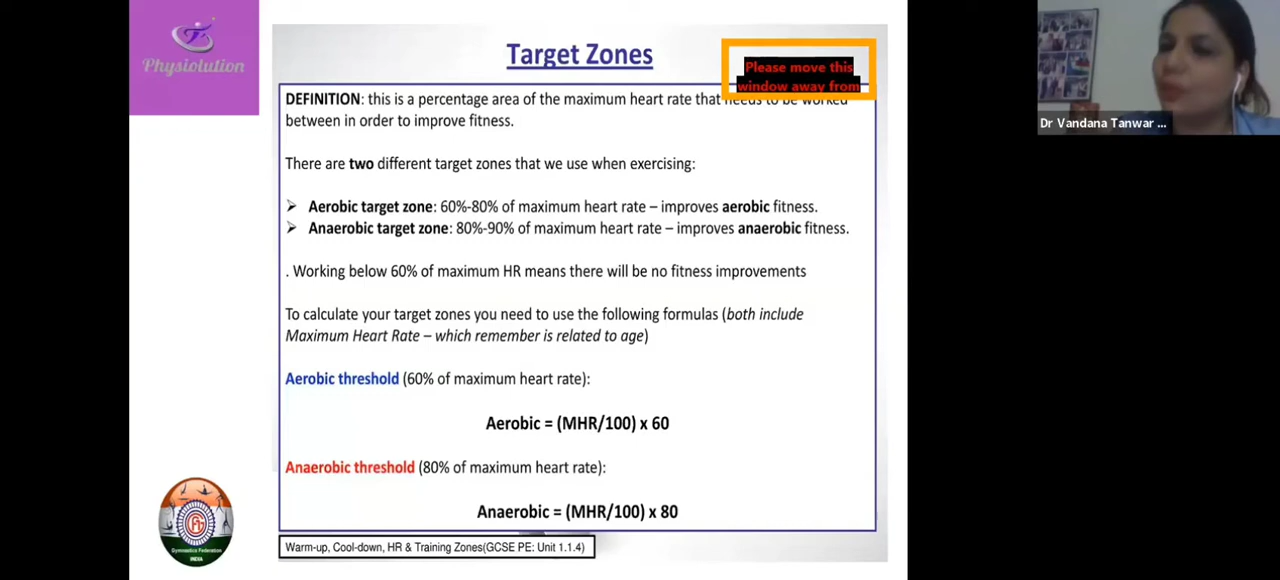 Physiolution
Target Zones
Please move this
window away from
DEFINITION: this is a percentage area of the maximum heart rate that needs to be worked
between in order to improve fitness.
There are two different target zones that we use when exercising:
➢ Aerobic target zone: 60%-80% of maximum heart rate – improves aerobic fitness.
➢ Anaerobic target zone: 80%-90% of maximum heart rate – improves anaerobic fitness.
. Working below 60% of maximum HR means there will be no fitness improvements
To calculate your target zones you need to use the following formulas (both include
Maximum Heart Rate – which remember is related to age)
Aerobic threshold (60% of maximum heart rate):
Aerobic = (MHR/100) x 60
Anaerobic threshold (80% of maximum heart rate):
Anaerobic = (MHR/100) x 80
Warm-up, Cool-down, HR & Training Zones(GCSE PE: Unit 1.1.4)
Gymnastics Federation
INDIA
Dr Vandana Tanwar ...